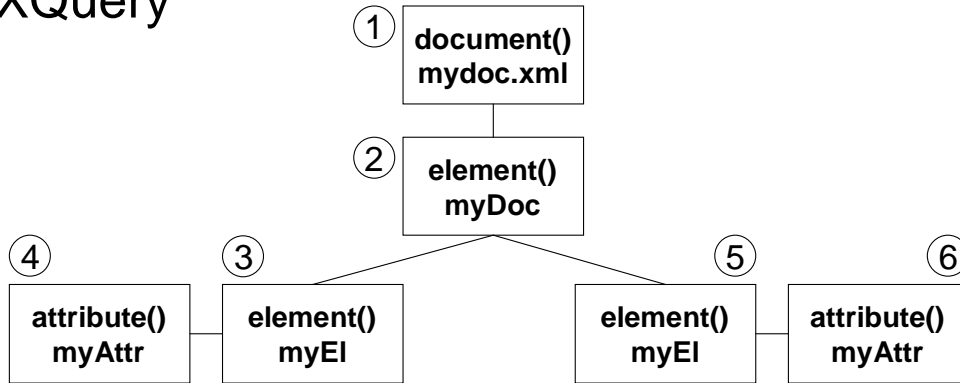 XQuery
1
document()
mydoc.xml
2
element()
myDoc
4
3
5
6
attribute()
myAttr
element()
myEl
element()
myEl
attribute()
myAttr